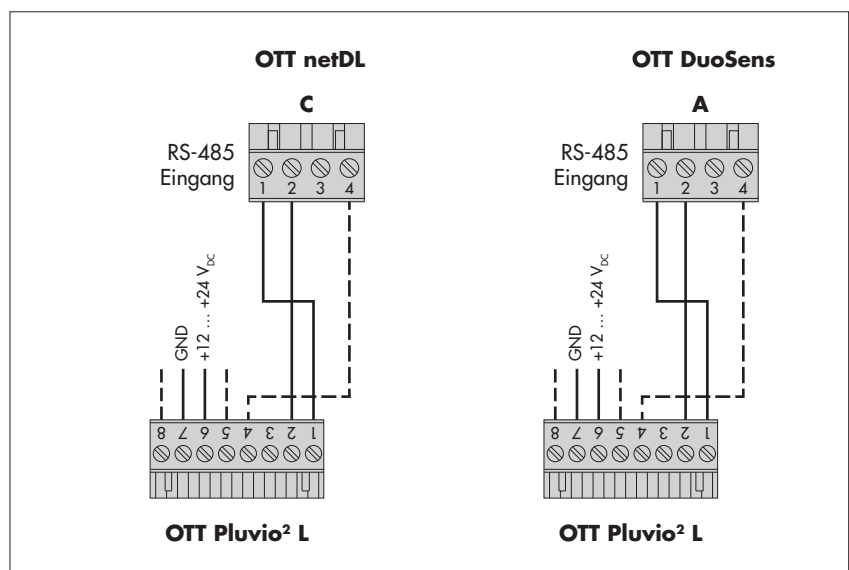 OTT netDL
C
RS-485
Eingang
1 2 3 4
GND
+12 … +24 V_DC
8 7 6 5 4 3 2 1
OTT Pluvio² L
OTT DuoSens
A
RS-485
Eingang
1 2 3 4
GND
+12 … +24 V_DC
8 7 6 5 4 3 2 1
OTT Pluvio² L